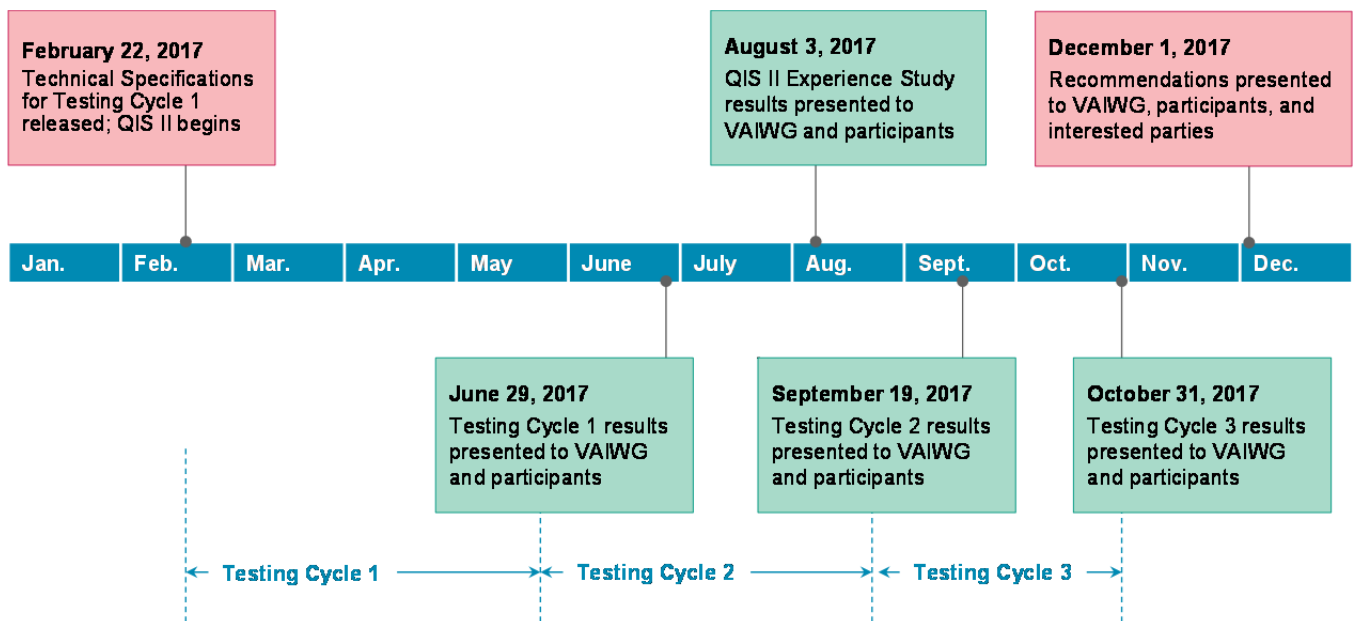 February 22, 2017
Technical Specifications
for Testing Cycle 1
released; QIS II begins
August 3, 2017
QIS II Experience Study
results presented to
VAIWG and participants
December 1, 2017
Recommendations presented
to VAIWG, participants, and
interested parties
Jan. Feb. Mar. Apr. May June July Aug. Sept. Oct. Nov. Dec.
June 29, 2017
Testing Cycle 1 results
presented to VAIWG
and participants
September 19, 2017
Testing Cycle 2 results
presented to VAIWG
and participants
October 31, 2017
Testing Cycle 3 results
presented to VAIWG
and participants
Testing Cycle 1 Testing Cycle 2 Testing Cycle 3